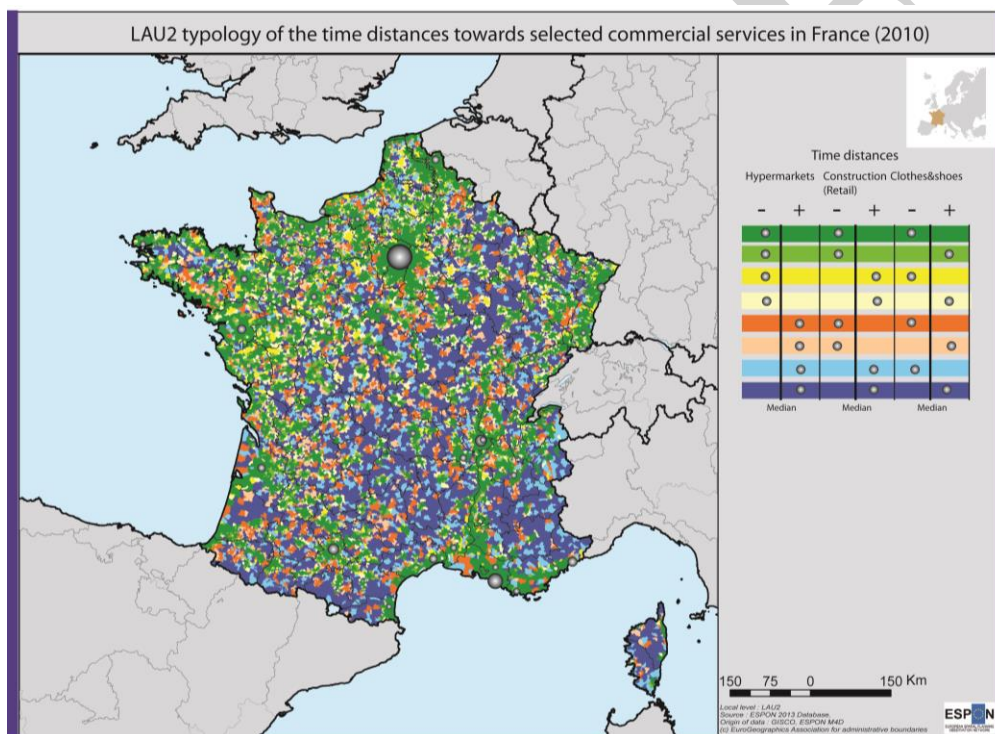 LAU2 typology of the time distances towards selected commercial services in France (2010)
Time distances
Hypermarkets Construction Clothes&shoes
(Retail)
- + - + - +
Median Median Median
150 75 0 150 Km
Local level : LAU2
Source : ESPON 2013 Database,
Origin of data : GISCO, ESPON M4D
(c) EuroGeographics Association for administrative boundaries
ESPON